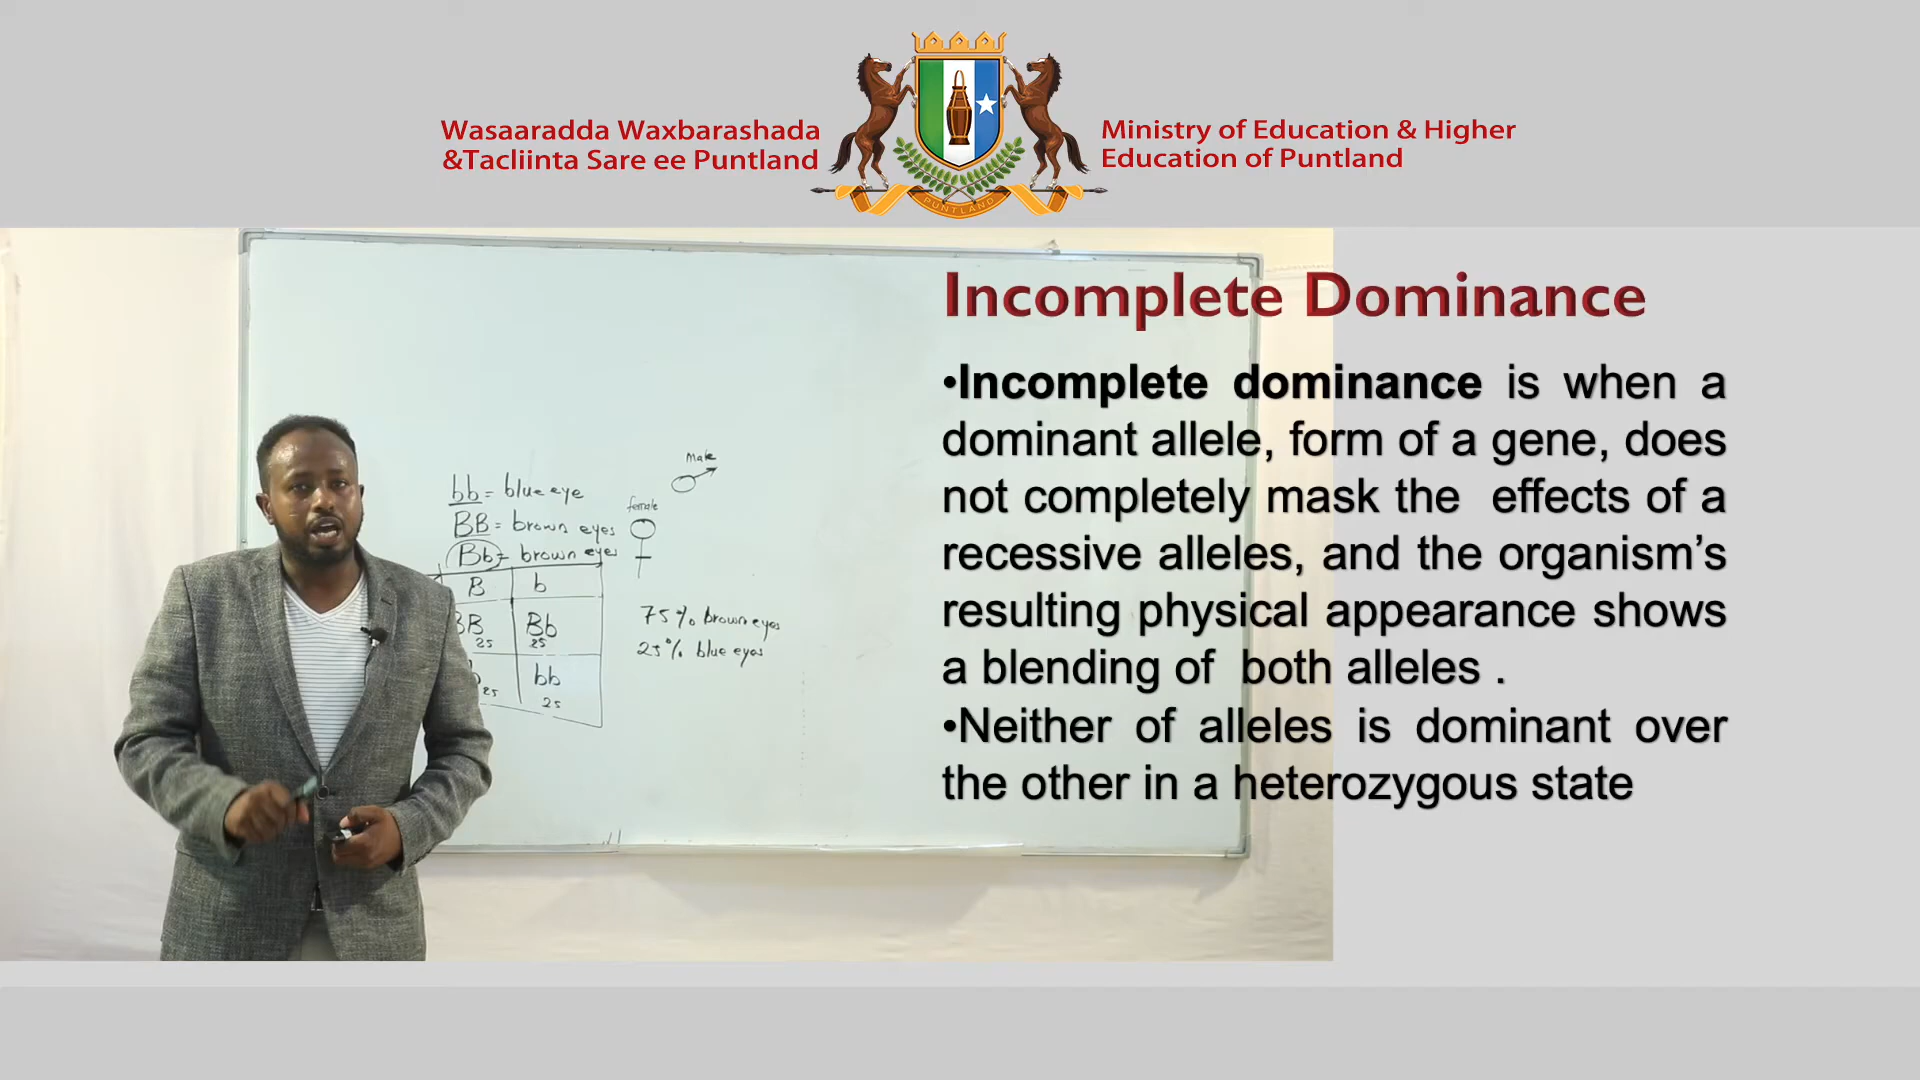 Wasaaradda Waxbarashada
&Tacliinta Sare ee Puntland
PUNTLAND
Ministry of Education & Higher
Education of Puntland
bb = blue eye
BB = brown eyes
Bb = brown eyes
B b
BB Bb
25 25
bb
25 25
male
female
75% brown eyes
25% blue eyes
Incomplete Dominance
•Incomplete dominance is when a
dominant allele, form of a gene, does
not completely mask the effects of a
recessive alleles, and the organism’s
resulting physical appearance shows
a blending of both alleles .
•Neither of alleles is dominant over
the other in a heterozygous state